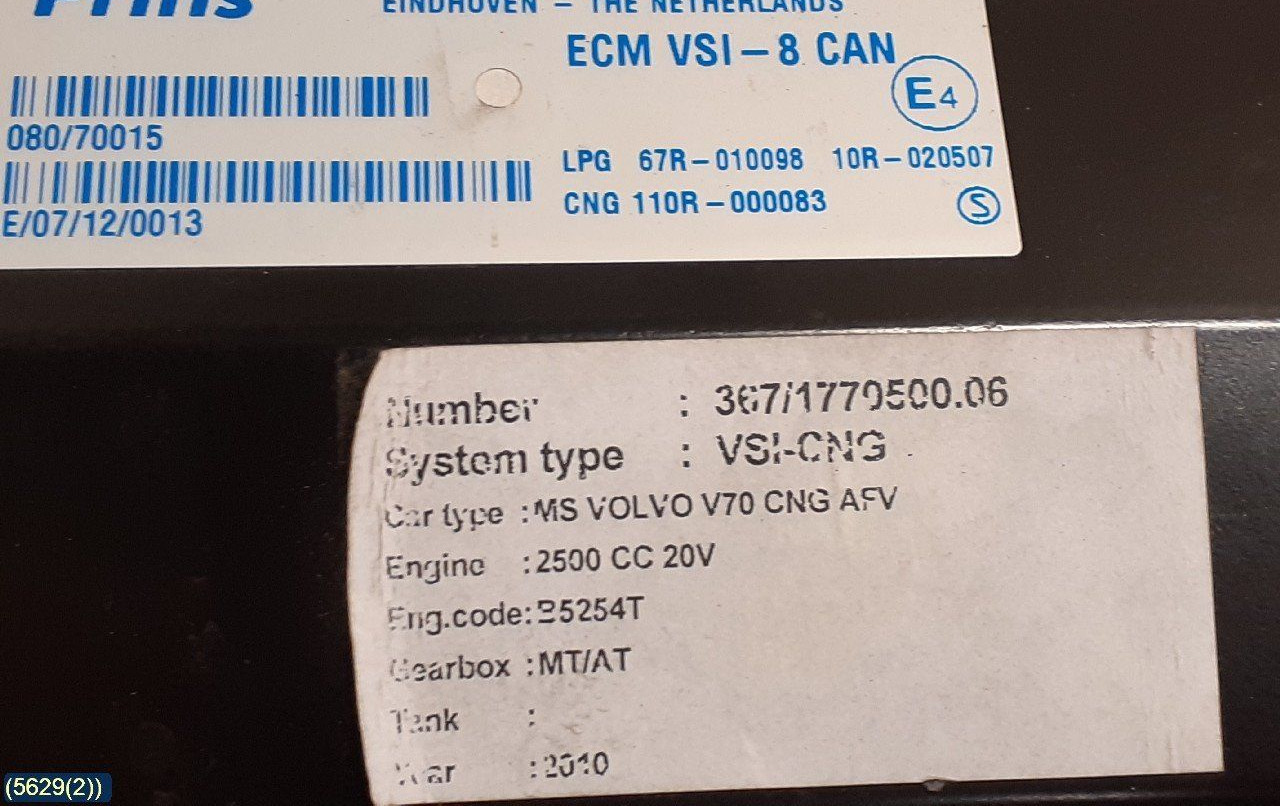 Prins
EINDHOVEN – THE NETHERLANDS
ECM VSI – 8 CAN
E4
080/70015
LPG 67R – 010098 10R – 020507
CNG 110R – 000083
S
E/07/12/0013
Number : 367/1770500.06
System type : VSI-CNG
Car type :MS VOLVO V70 CNG AFV
Engine :2500 CC 20V
Eng.code:B5254T
Gearbox :MT/AT
Tank :
Year :2010
(5629(2))